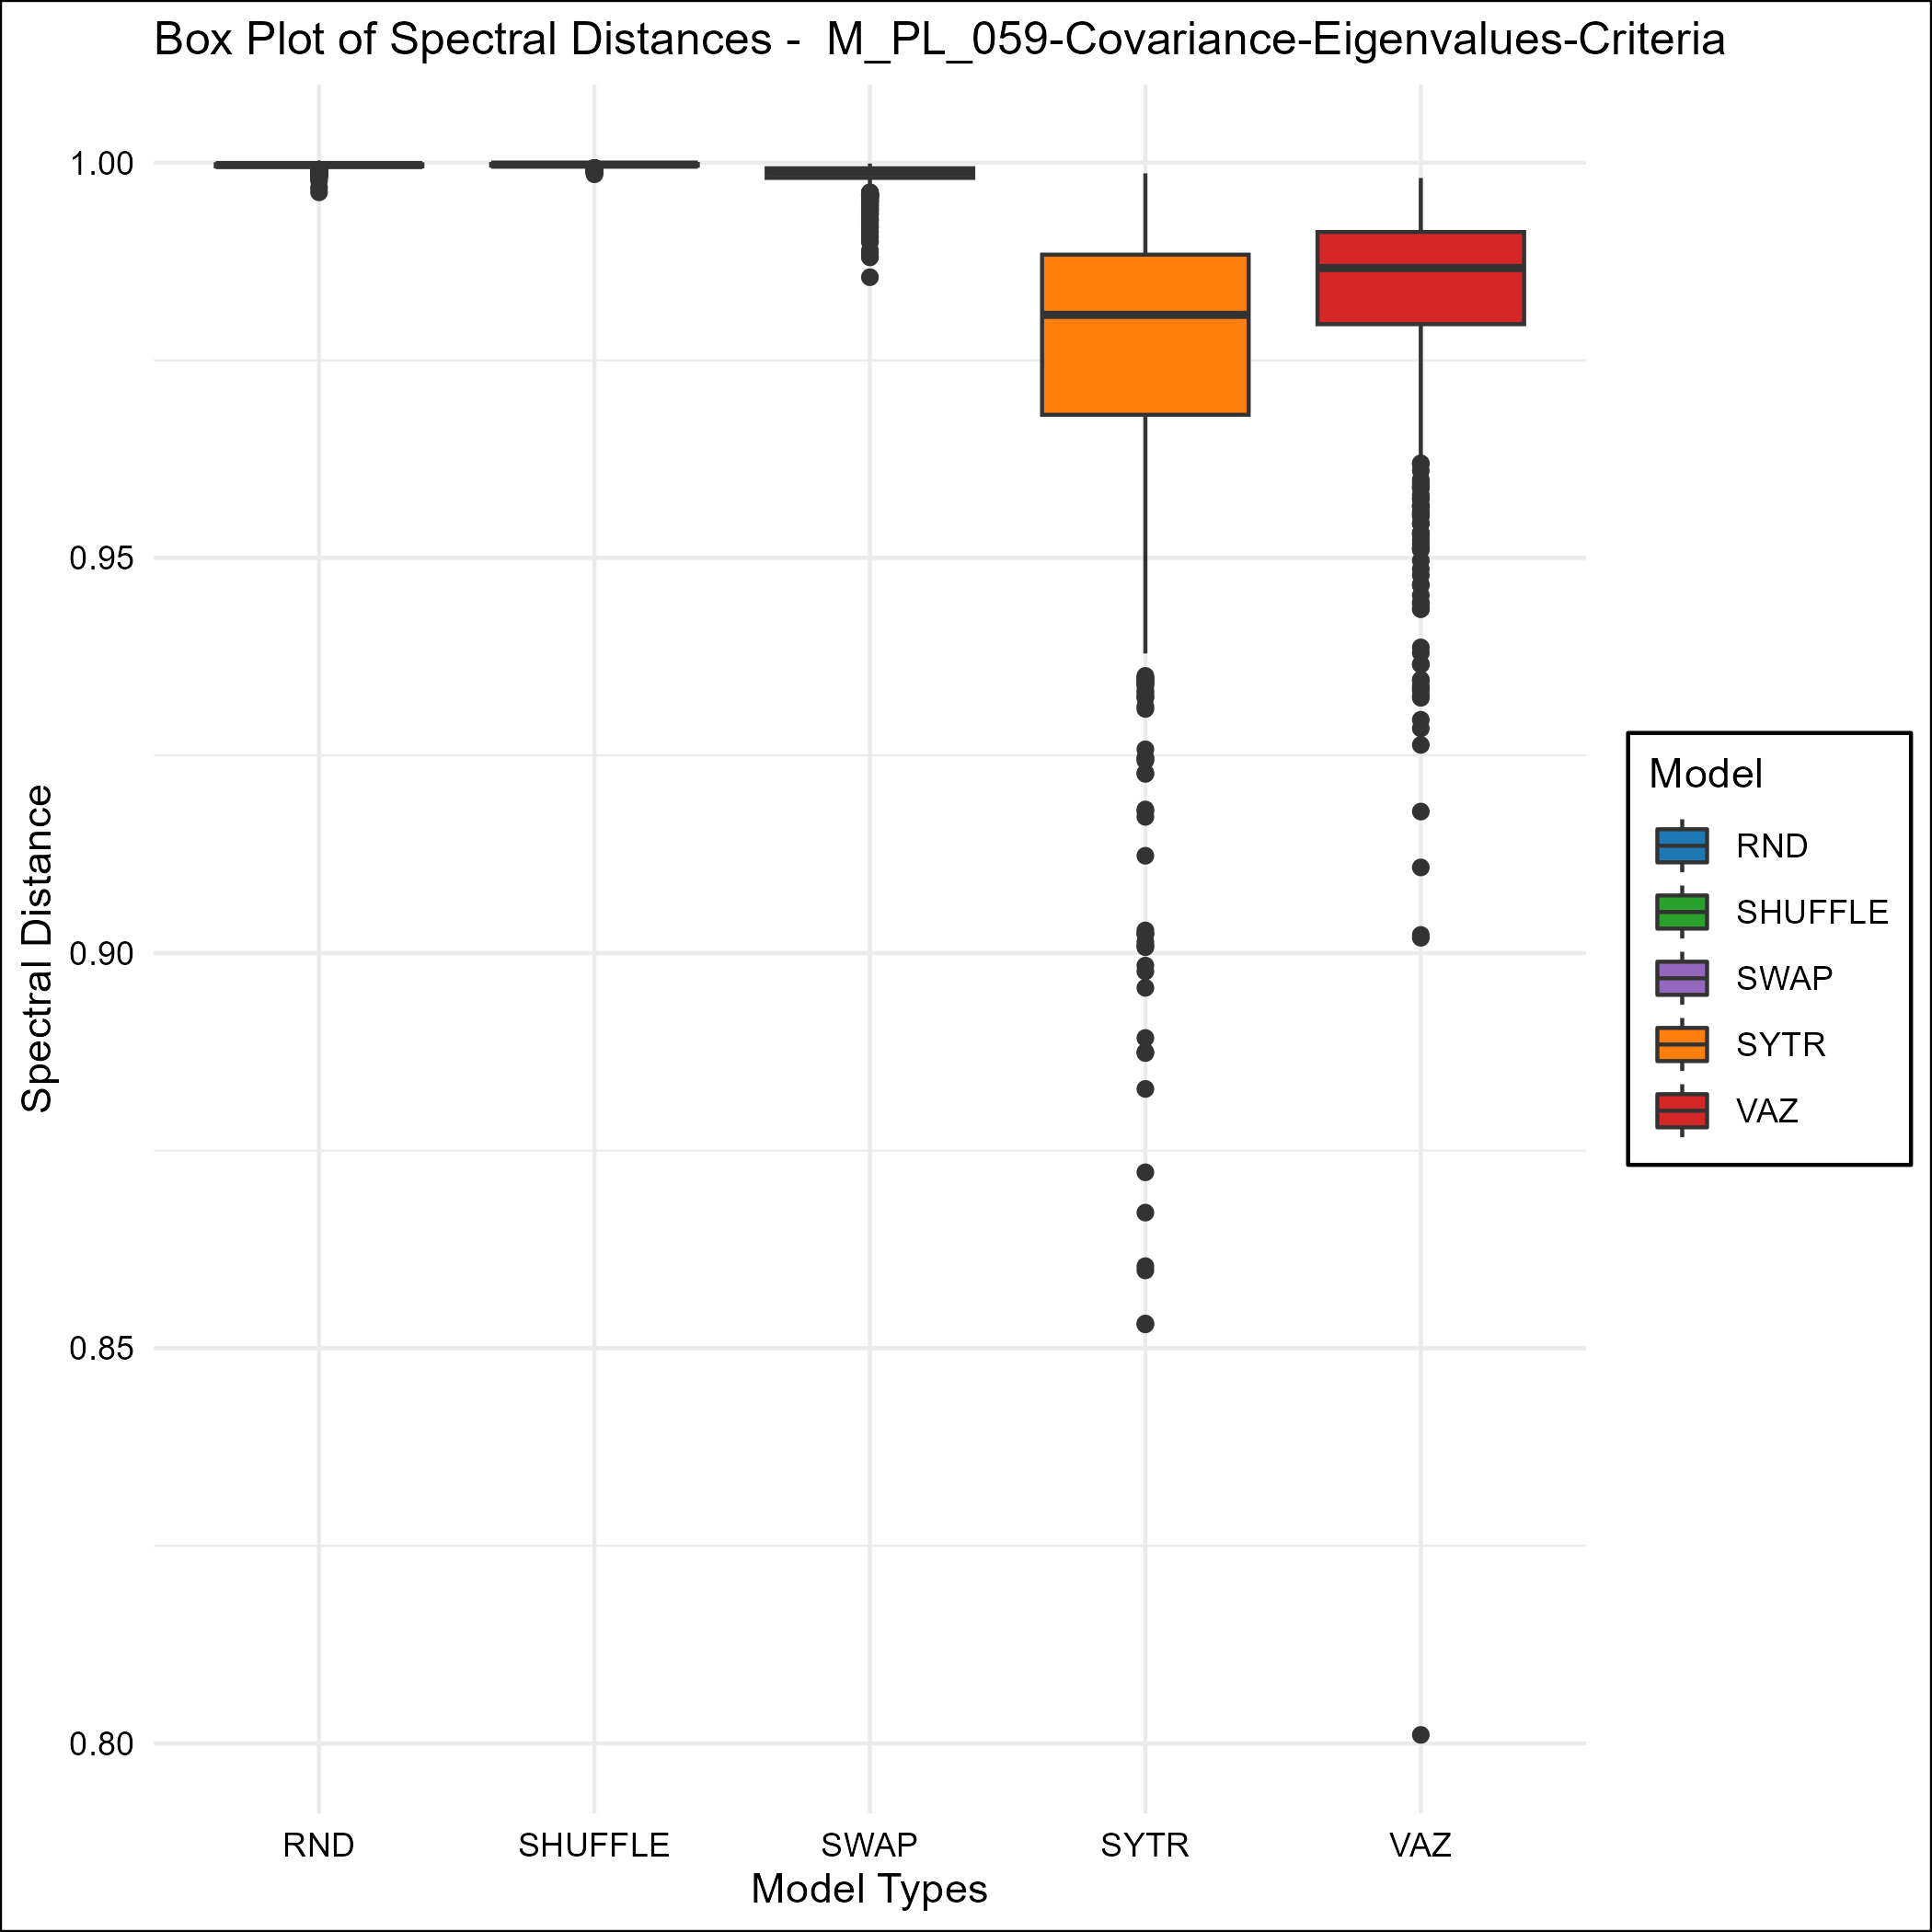 Box Plot of Spectral Distances -  M_PL_059-Covariance-Eigenvalues-Criteria
1.00
0.95
0.90
0.85
0.80
Spectral Distance
RND
SHUFFLE
SWAP
SYTR
VAZ
Model Types
Model
RND
SHUFFLE
SWAP
SYTR
VAZ